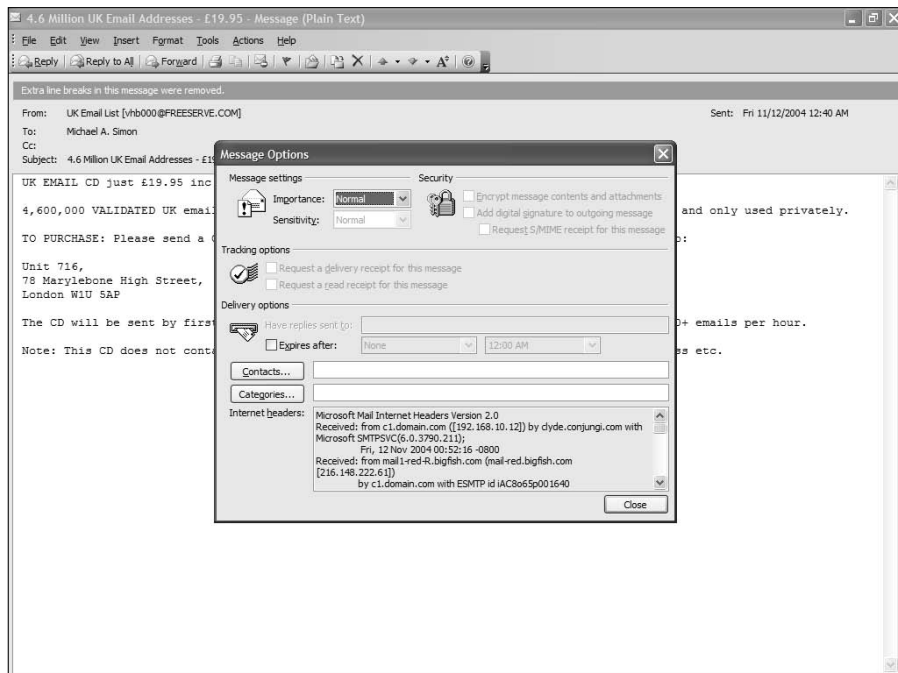 4.6 Million UK Email Addresses - £19.95 - Message (Plain Text)
File Edit View Insert Format Tools Actions Help
Reply Reply to All Forward
Extra line breaks in this message were removed.
From: UK Email List [vhb000@FREESERVE.COM] Sent: Fri 11/12/2004 12:40 AM
To: Michael A. Simon
Cc:
Subject: 4.6 Million UK Email Addresses - £19
UK EMAIL CD just £19.95 inc
4,600,000 VALIDATED UK email and only used privately.
TO PURCHASE: Please send a
Unit 716,
78 Marylebone High Street,
London W1U 5AP
The CD will be sent by first 0+ emails per hour.
Note: This CD does not conta ss etc.
Message Options
Message settings Security
Importance: Normal Encrypt message contents and attachments
Sensitivity: Normal Add digital signature to outgoing message
Request S/MIME receipt for this message
Tracking options
Request a delivery receipt for this message
Request a read receipt for this message
Delivery options
Have replies sent to:
Expires after: None 12:00 AM
Contacts...
Categories...
Internet headers: Microsoft Mail Internet Headers Version 2.0
Received: from c1.domain.com ([192.168.10.12]) by clyde.conjungi.com with
Microsoft SMTPSVC(6.0.3790.211);
Fri, 12 Nov 2004 00:52:16 -0800
Received: from mail1-red-R.bigfish.com (mail-red.bigfish.com
[216.148.222.61])
by c1.domain.com with ESMTP id iAC8o65p001640
Close